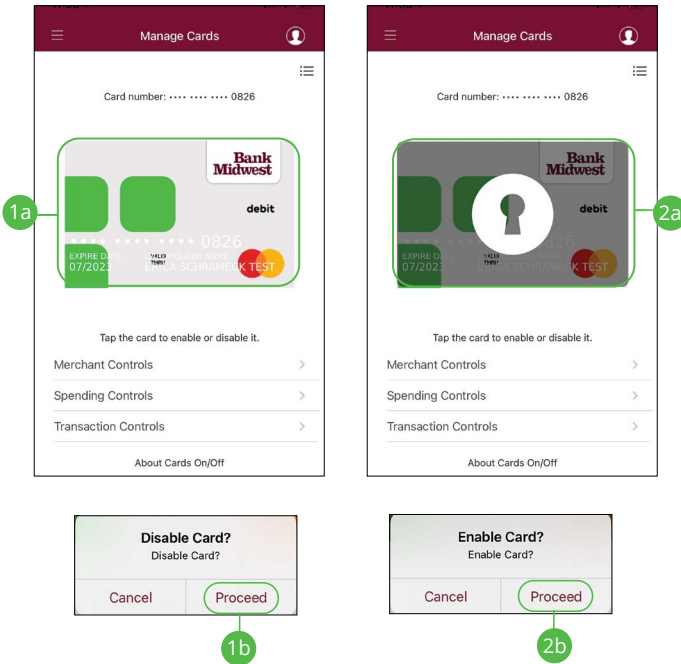 Manage Cards
Card number: •••• •••• •••• 0826
Bank
Midwest
debit
0826
EXPIRE DATE
VALID
THRU
07/2023
ERICA SCHRAMECK TEST
1a
Tap the card to enable or disable it.
Merchant Controls
Spending Controls
Transaction Controls
About Cards On/Off
Disable Card?
Disable Card?
Cancel
Proceed
1b
Manage Cards
Card number: •••• •••• •••• 0826
Bank
Midwest
debit
07/2023
K TEST
2a
Tap the card to enable or disable it.
Merchant Controls
Spending Controls
Transaction Controls
About Cards On/Off
Enable Card?
Enable Card?
Cancel
Proceed
2b